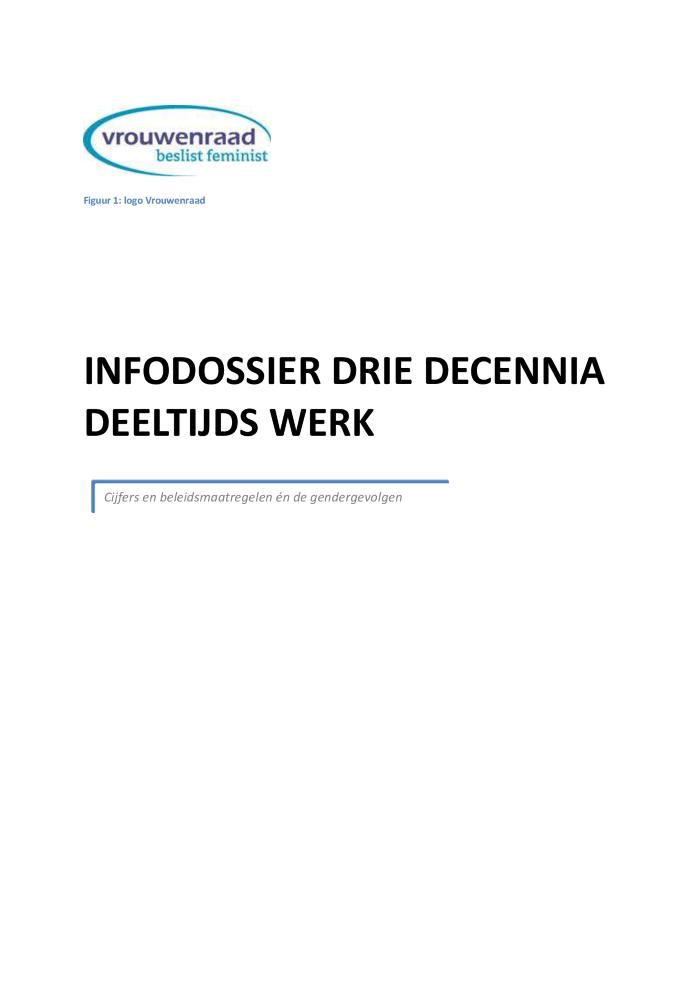 vrouwenraad
beslist feminist
Figuur 1: logo Vrouwenraad
INFODOSSIER DRIE DECENNIA
DEELTIJDS WERK
Cijfers en beleidsmaatregelen én de gendergevolgen